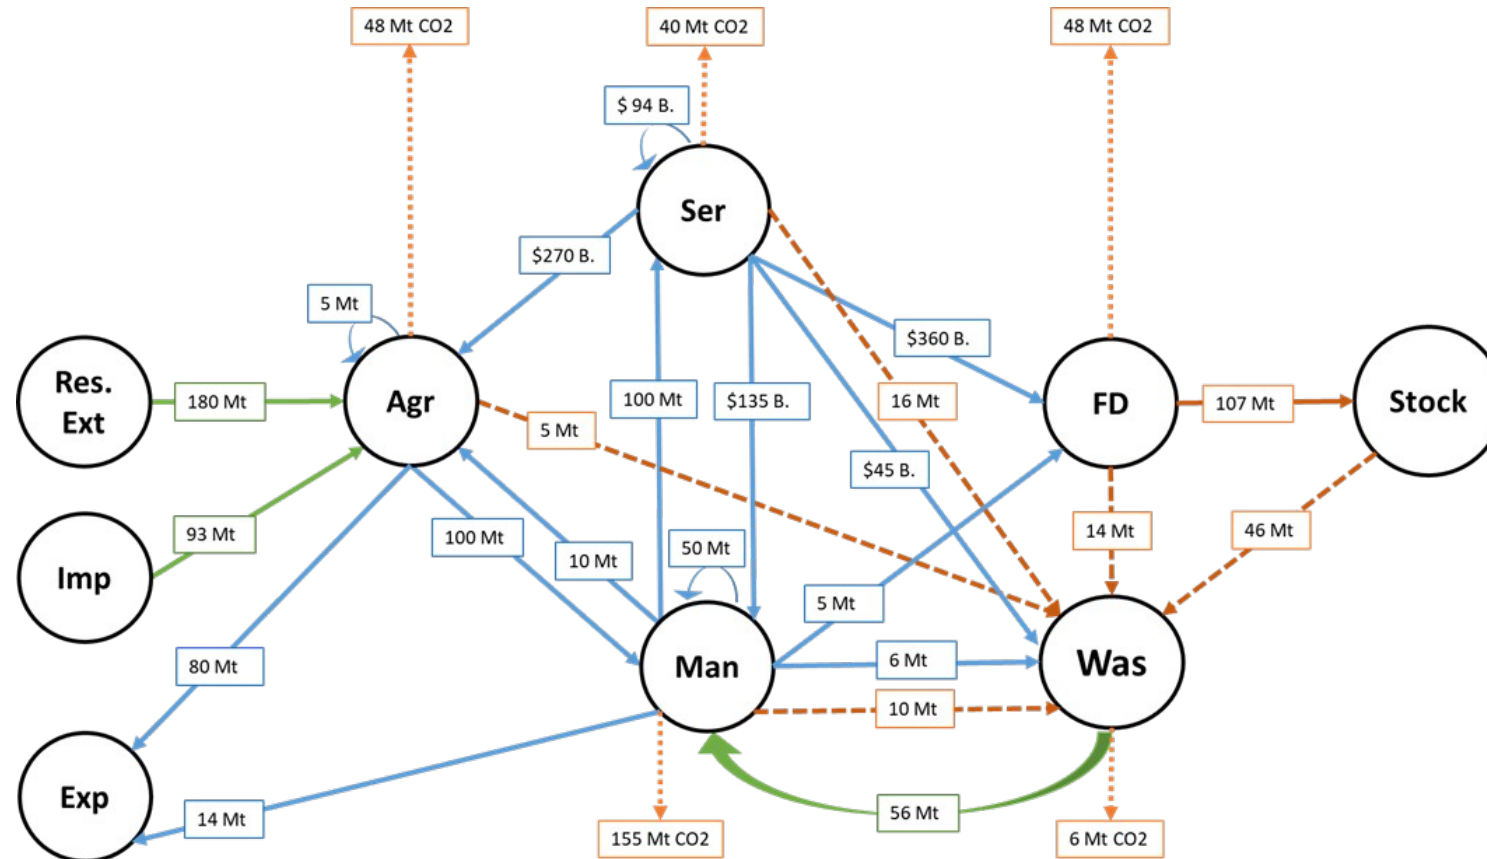 48 Mt CO2
40 Mt CO2
48 Mt CO2
$ 94 B.
Ser
$270 B.
5 Mt
$360 B.
Res.
Ext
180 Mt
Agr
100 Mt
$135 B.
16 Mt
FD
107 Mt
Stock
5 Mt
$45 B.
93 Mt
100 Mt
10 Mt
50 Mt
14 Mt
46 Mt
Imp
5 Mt
80 Mt
Man
6 Mt
Was
10 Mt
Exp
14 Mt
56 Mt
155 Mt CO2
6 Mt CO2